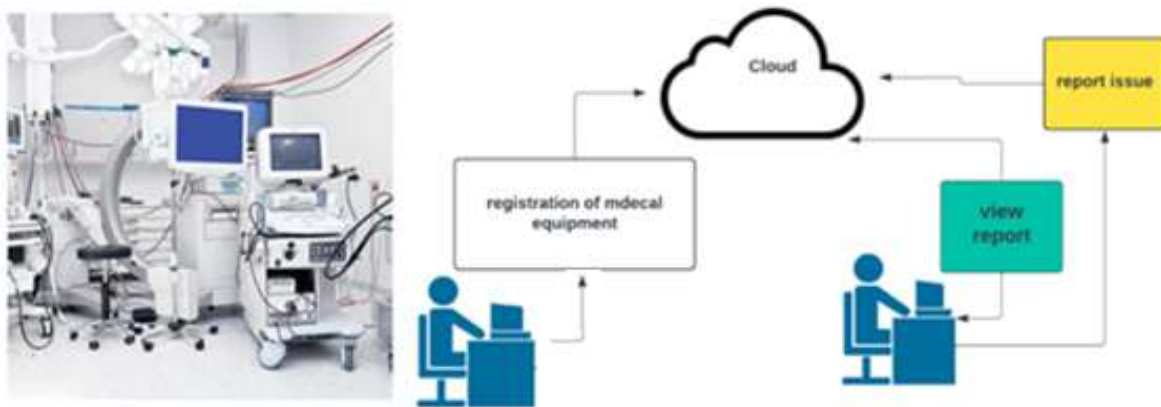 Cloud
report issue
registration of mdecal
equipment
view
report